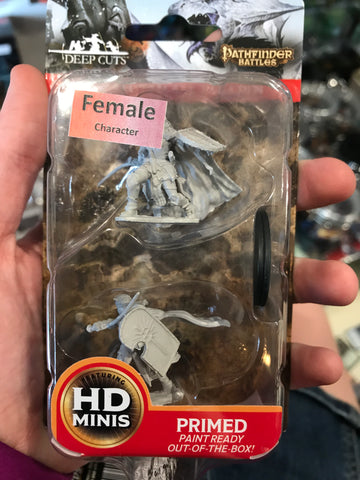 DEEP CUTS
PATHFINDER
BATTLES
Female
Character
FEATURING
HD
MINIS
PRIMED
PAINT READY
OUT-OF-THE-BOX!